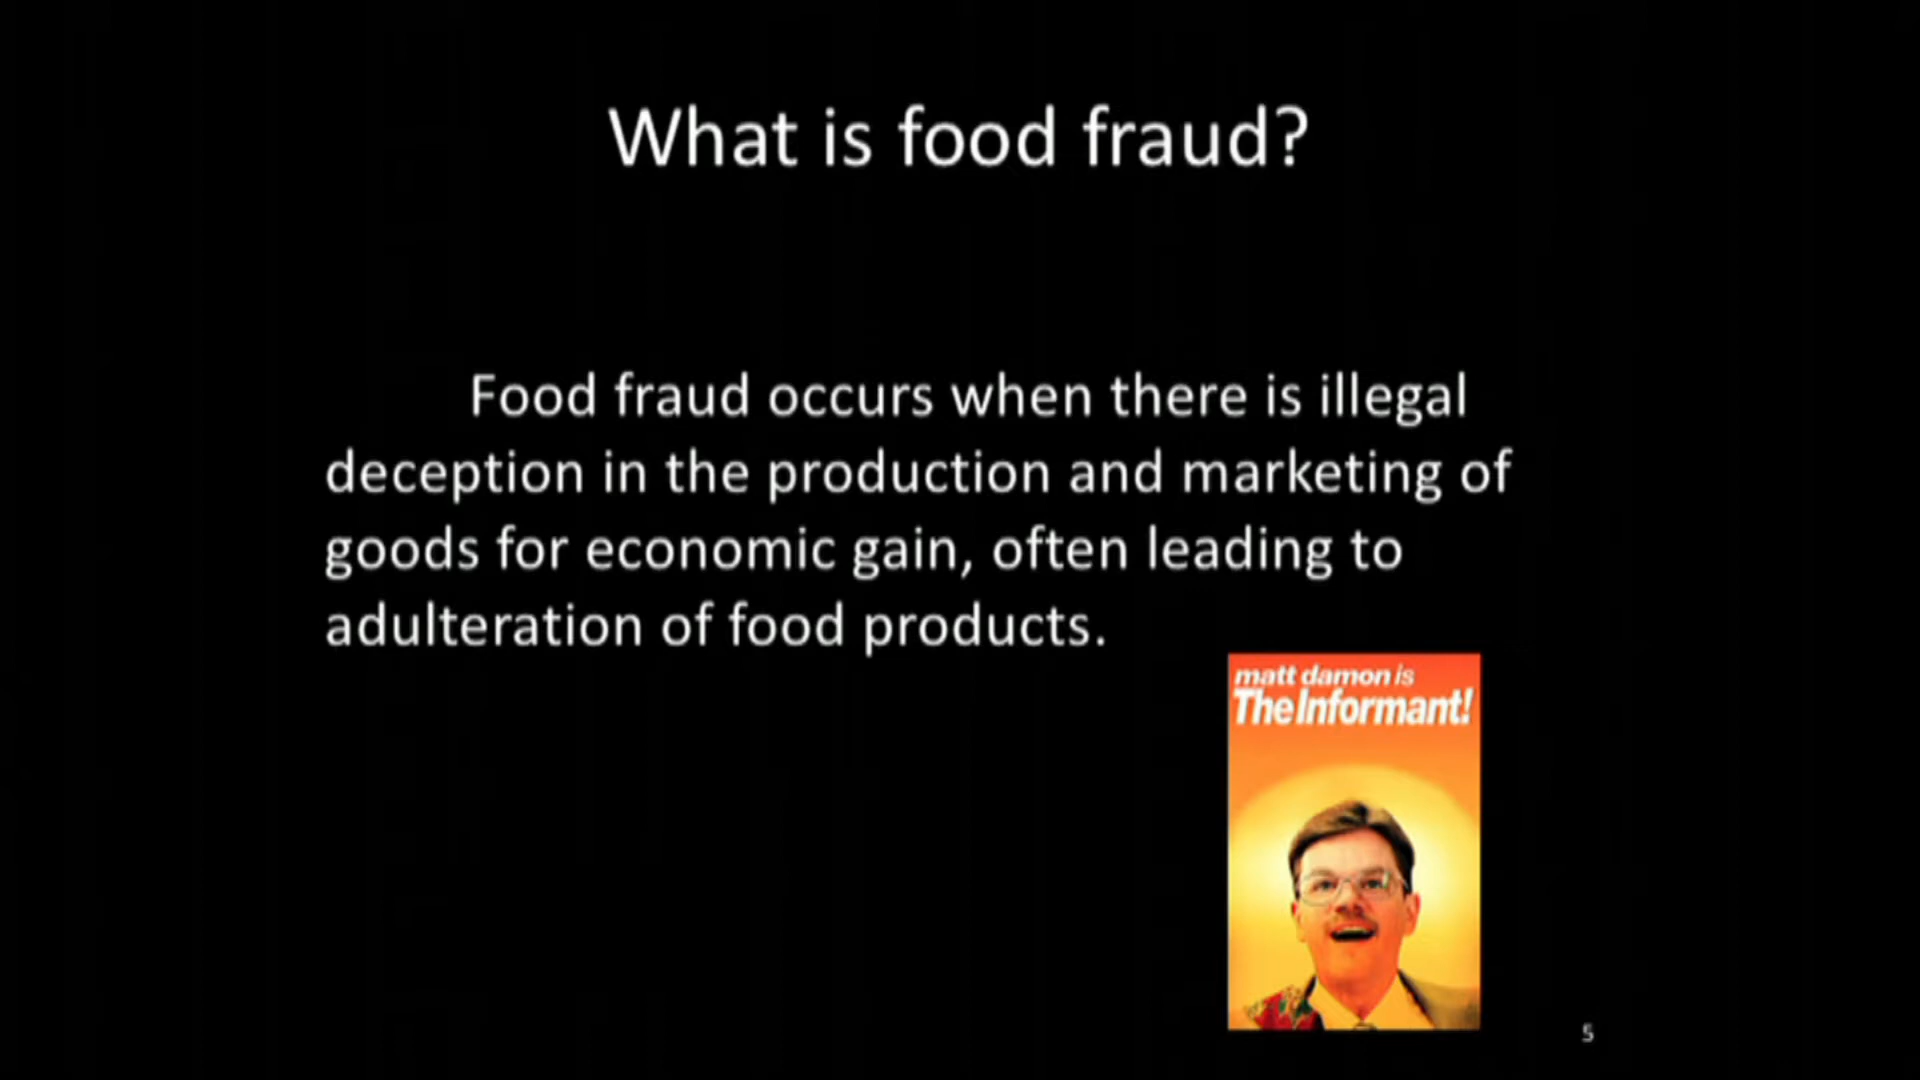 What is food fraud?
Food fraud occurs when there is illegal
deception in the production and marketing of
goods for economic gain, often leading to
adulteration of food products.
matt damon is
The Informant!
5